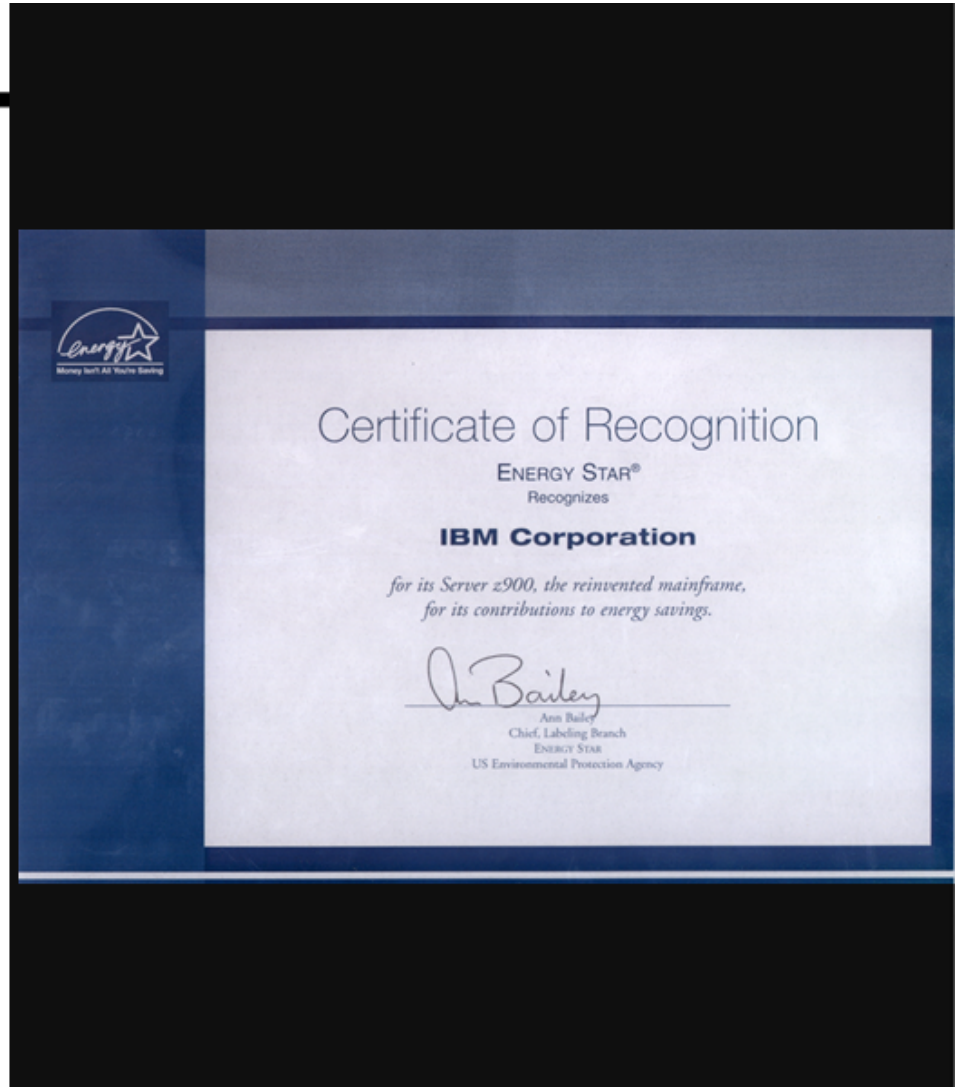 energy
Money Isn't All You're Saving
Certificate of Recognition
ENERGY STAR®
Recognizes
IBM Corporation
for its Server z900, the reinvented mainframe,
for its contributions to energy savings.
Ann Bailey
Ann Bailey
Chief, Labeling Branch
ENERGY STAR
US Environmental Protection Agency